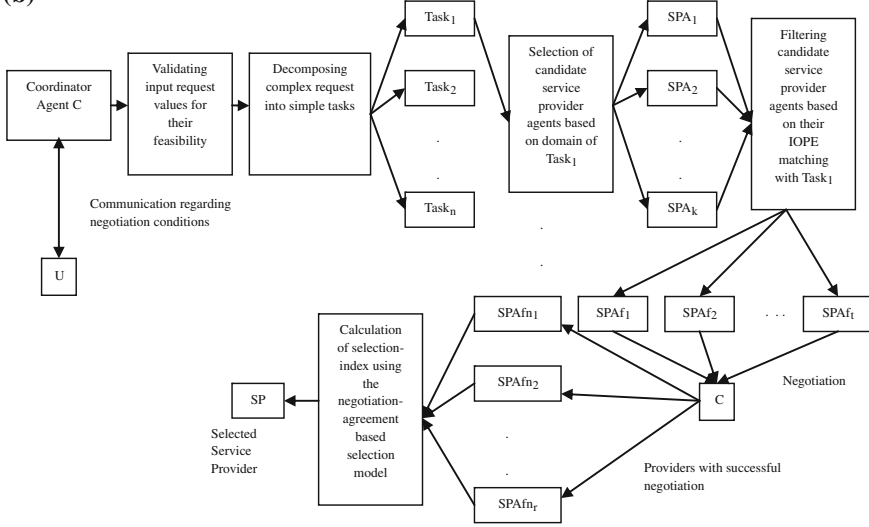 (b)
Coordinator
Agent C
Validating
input request
values for
their
feasibility
Decomposing
complex request
into simple tasks
Task1
Task2
.
.
Taskn
Selection of
candidate
service
provider
agents based
on domain of
Task1
SPA1
SPA2
.
.
SPAk
Filtering
candidate
service
provider
agents based
on their
IOPE
matching
with Task1
Communication regarding
negotiation conditions
U
.
.
SPAf1
SPAf2
. . .
SPAft
Negotiation
C
SPAfn1
SPAfn2
.
.
SPAfnr
Providers with successful
negotiation
Calculation
of selection-
index using
the
negotiation-
agreement
based
selection
model
SP
Selected
Service
Provider